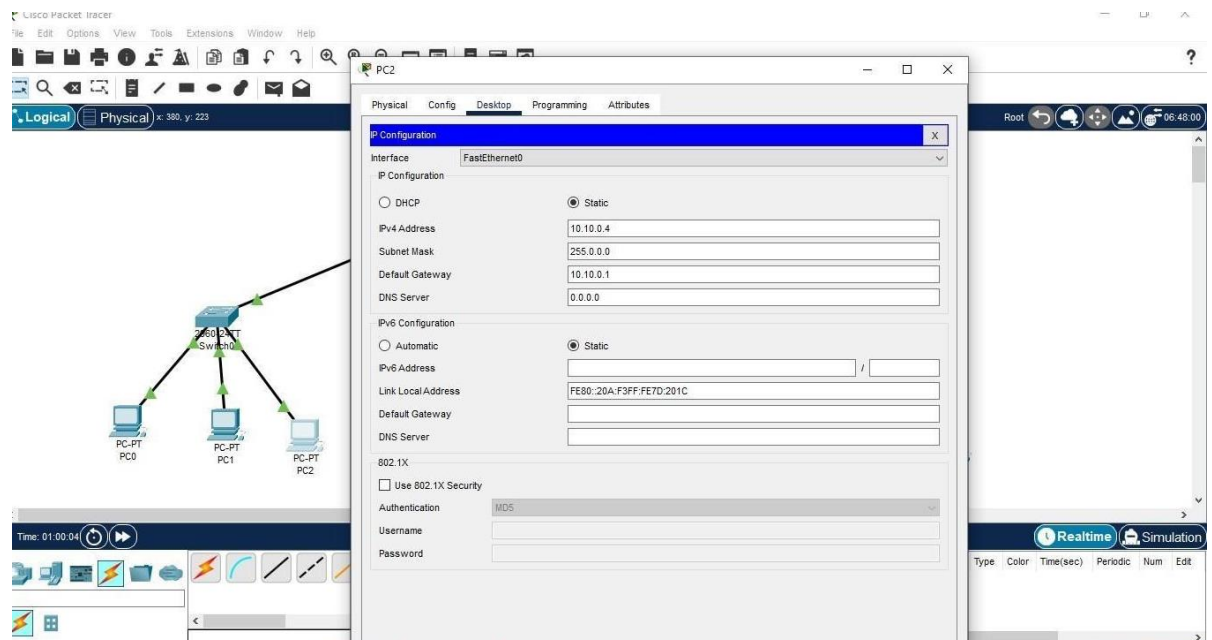 Cisco Packet Tracer
File Edit Options View Tools Extensions Window Help
?
Logical Physical x: 380, y: 223
Root 06:48:00
PC2
Physical Config Desktop Programming Attributes
IP Configuration X
Interface FastEthernet0
IP Configuration
DHCP Static
IPv4 Address 10.10.0.4
Subnet Mask 255.0.0.0
Default Gateway 10.10.0.1
DNS Server 0.0.0.0
IPv6 Configuration
Automatic Static
IPv6 Address /
Link Local Address FE80::20A:F3FF:FE7D:201C
Default Gateway
DNS Server
802.1X
Use 802.1X Security
Authentication MD5
Username
Password
2960-24TT
Switch0
PC-PT
PC0
PC-PT
PC1
PC-PT
PC2
Time: 01:00:04
Realtime Simulation
Type Color Time(sec) Periodic Num Edit